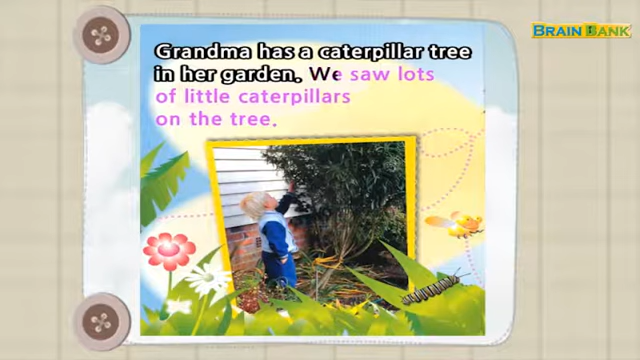 BRAIN BANK
Grandma has a caterpillar tree
in her garden. We saw lots
of little caterpillars
on the tree.